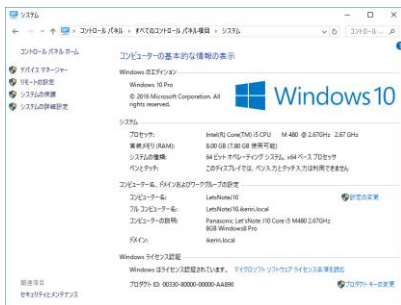 システム
コントロール パネル
すべてのコントロール パネル項目
システム
コントロール パネル ホーム
デバイス マネージャー
リモートの設定
システムの保護
システムの詳細設定
コンピューターの基本的な情報の表示
Windows のエディション
Windows 10 Pro
© 2016 Microsoft Corporation. All
rights reserved.
Windows 10
システム
プロセッサ: Intel(R) Core(TM) i5 CPU M 480 @ 2.67GHz 2.67 GHz
実装メモリ (RAM): 8.00 GB (7.80 GB 使用可能)
システムの種類: 64 ビット オペレーティング システム、x64 ベース プロセッサ
ペンとタッチ: このディスプレイでは、ペン入力とタッチ入力は利用できません
コンピューター名、ドメインおよびワークグループの設定
コンピューター名: LetsNote10
設定の変更
フル コンピューター名: LetsNote10.ikeriri.local
コンピューターの説明: Panasonic Let'sNote J10 Core i5 M480 2.67GHz
8GB Windows8 Pro
ドメイン: ikeriri.local
Windows ライセンス認証
Windows はライセンス認証されています。 マイクロソフト ソフトウェア ライセンス条項を読む
プロダクト ID: 00330-80000-00000-AA896
プロダクト キーの変更
関連項目
セキュリティとメンテナンス